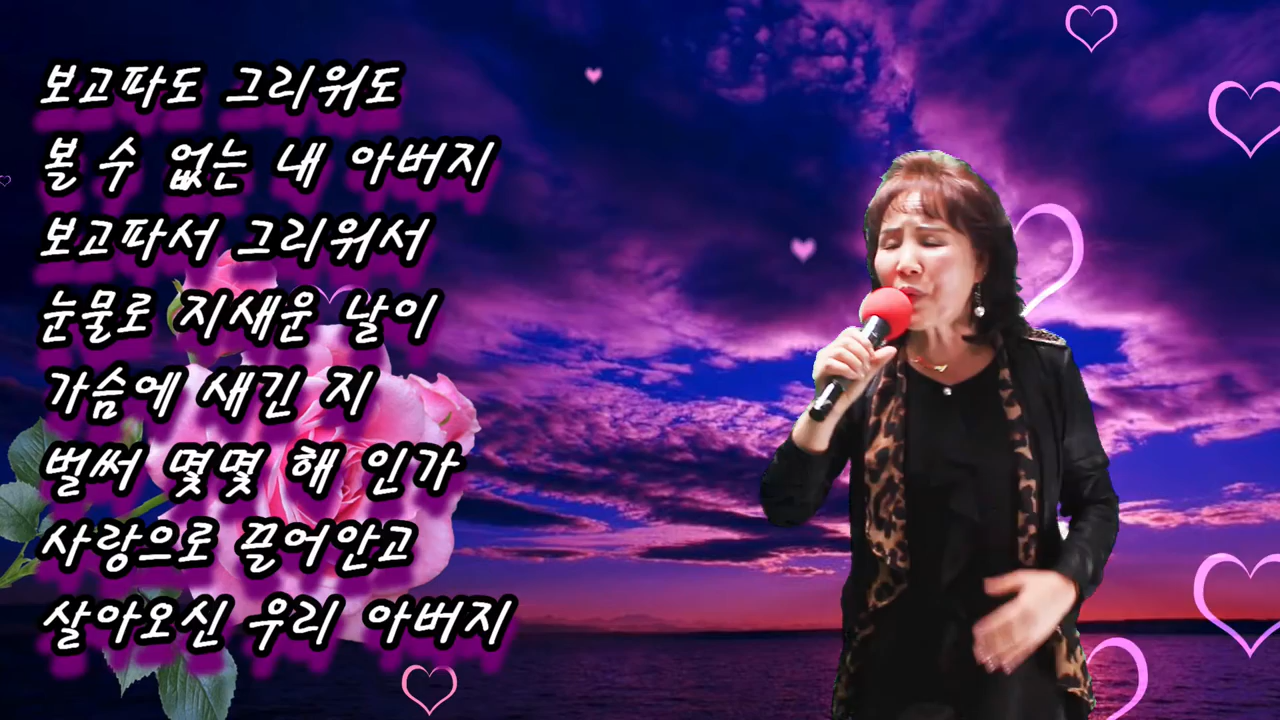 보고파도 그리워도
볼 수 없는 내 아버지
보고파서 그리워서
눈물로 지새운 날이
가슴에 새긴 지
벌써 몇몇 해 인가
사랑으로 끌어안고
살아오신 우리 아버지